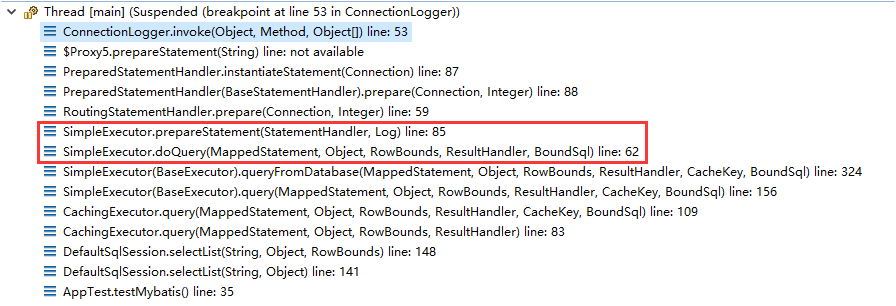 Thread [main] (Suspended (breakpoint at line 53 in ConnectionLogger))
ConnectionLogger.invoke(Object, Method, Object[]) line: 53
$Proxy5.prepareStatement(String) line: not available
PreparedStatementHandler.instantiateStatement(Connection) line: 87
PreparedStatementHandler(BaseStatementHandler).prepare(Connection, Integer) line: 88
RoutingStatementHandler.prepare(Connection, Integer) line: 59
SimpleExecutor.prepareStatement(StatementHandler, Log) line: 85
SimpleExecutor.doQuery(MappedStatement, Object, RowBounds, ResultHandler, BoundSql) line: 62
SimpleExecutor(BaseExecutor).queryFromDatabase(MappedStatement, Object, RowBounds, ResultHandler, CacheKey, BoundSql) line: 324
SimpleExecutor(BaseExecutor).query(MappedStatement, Object, RowBounds, ResultHandler, CacheKey, BoundSql) line: 156
CachingExecutor.query(MappedStatement, Object, RowBounds, ResultHandler, CacheKey, BoundSql) line: 109
CachingExecutor.query(MappedStatement, Object, RowBounds, ResultHandler) line: 83
DefaultSqlSession.selectList(String, Object, RowBounds) line: 148
DefaultSqlSession.selectList(String, Object) line: 141
AppTest.testMybatis() line: 35